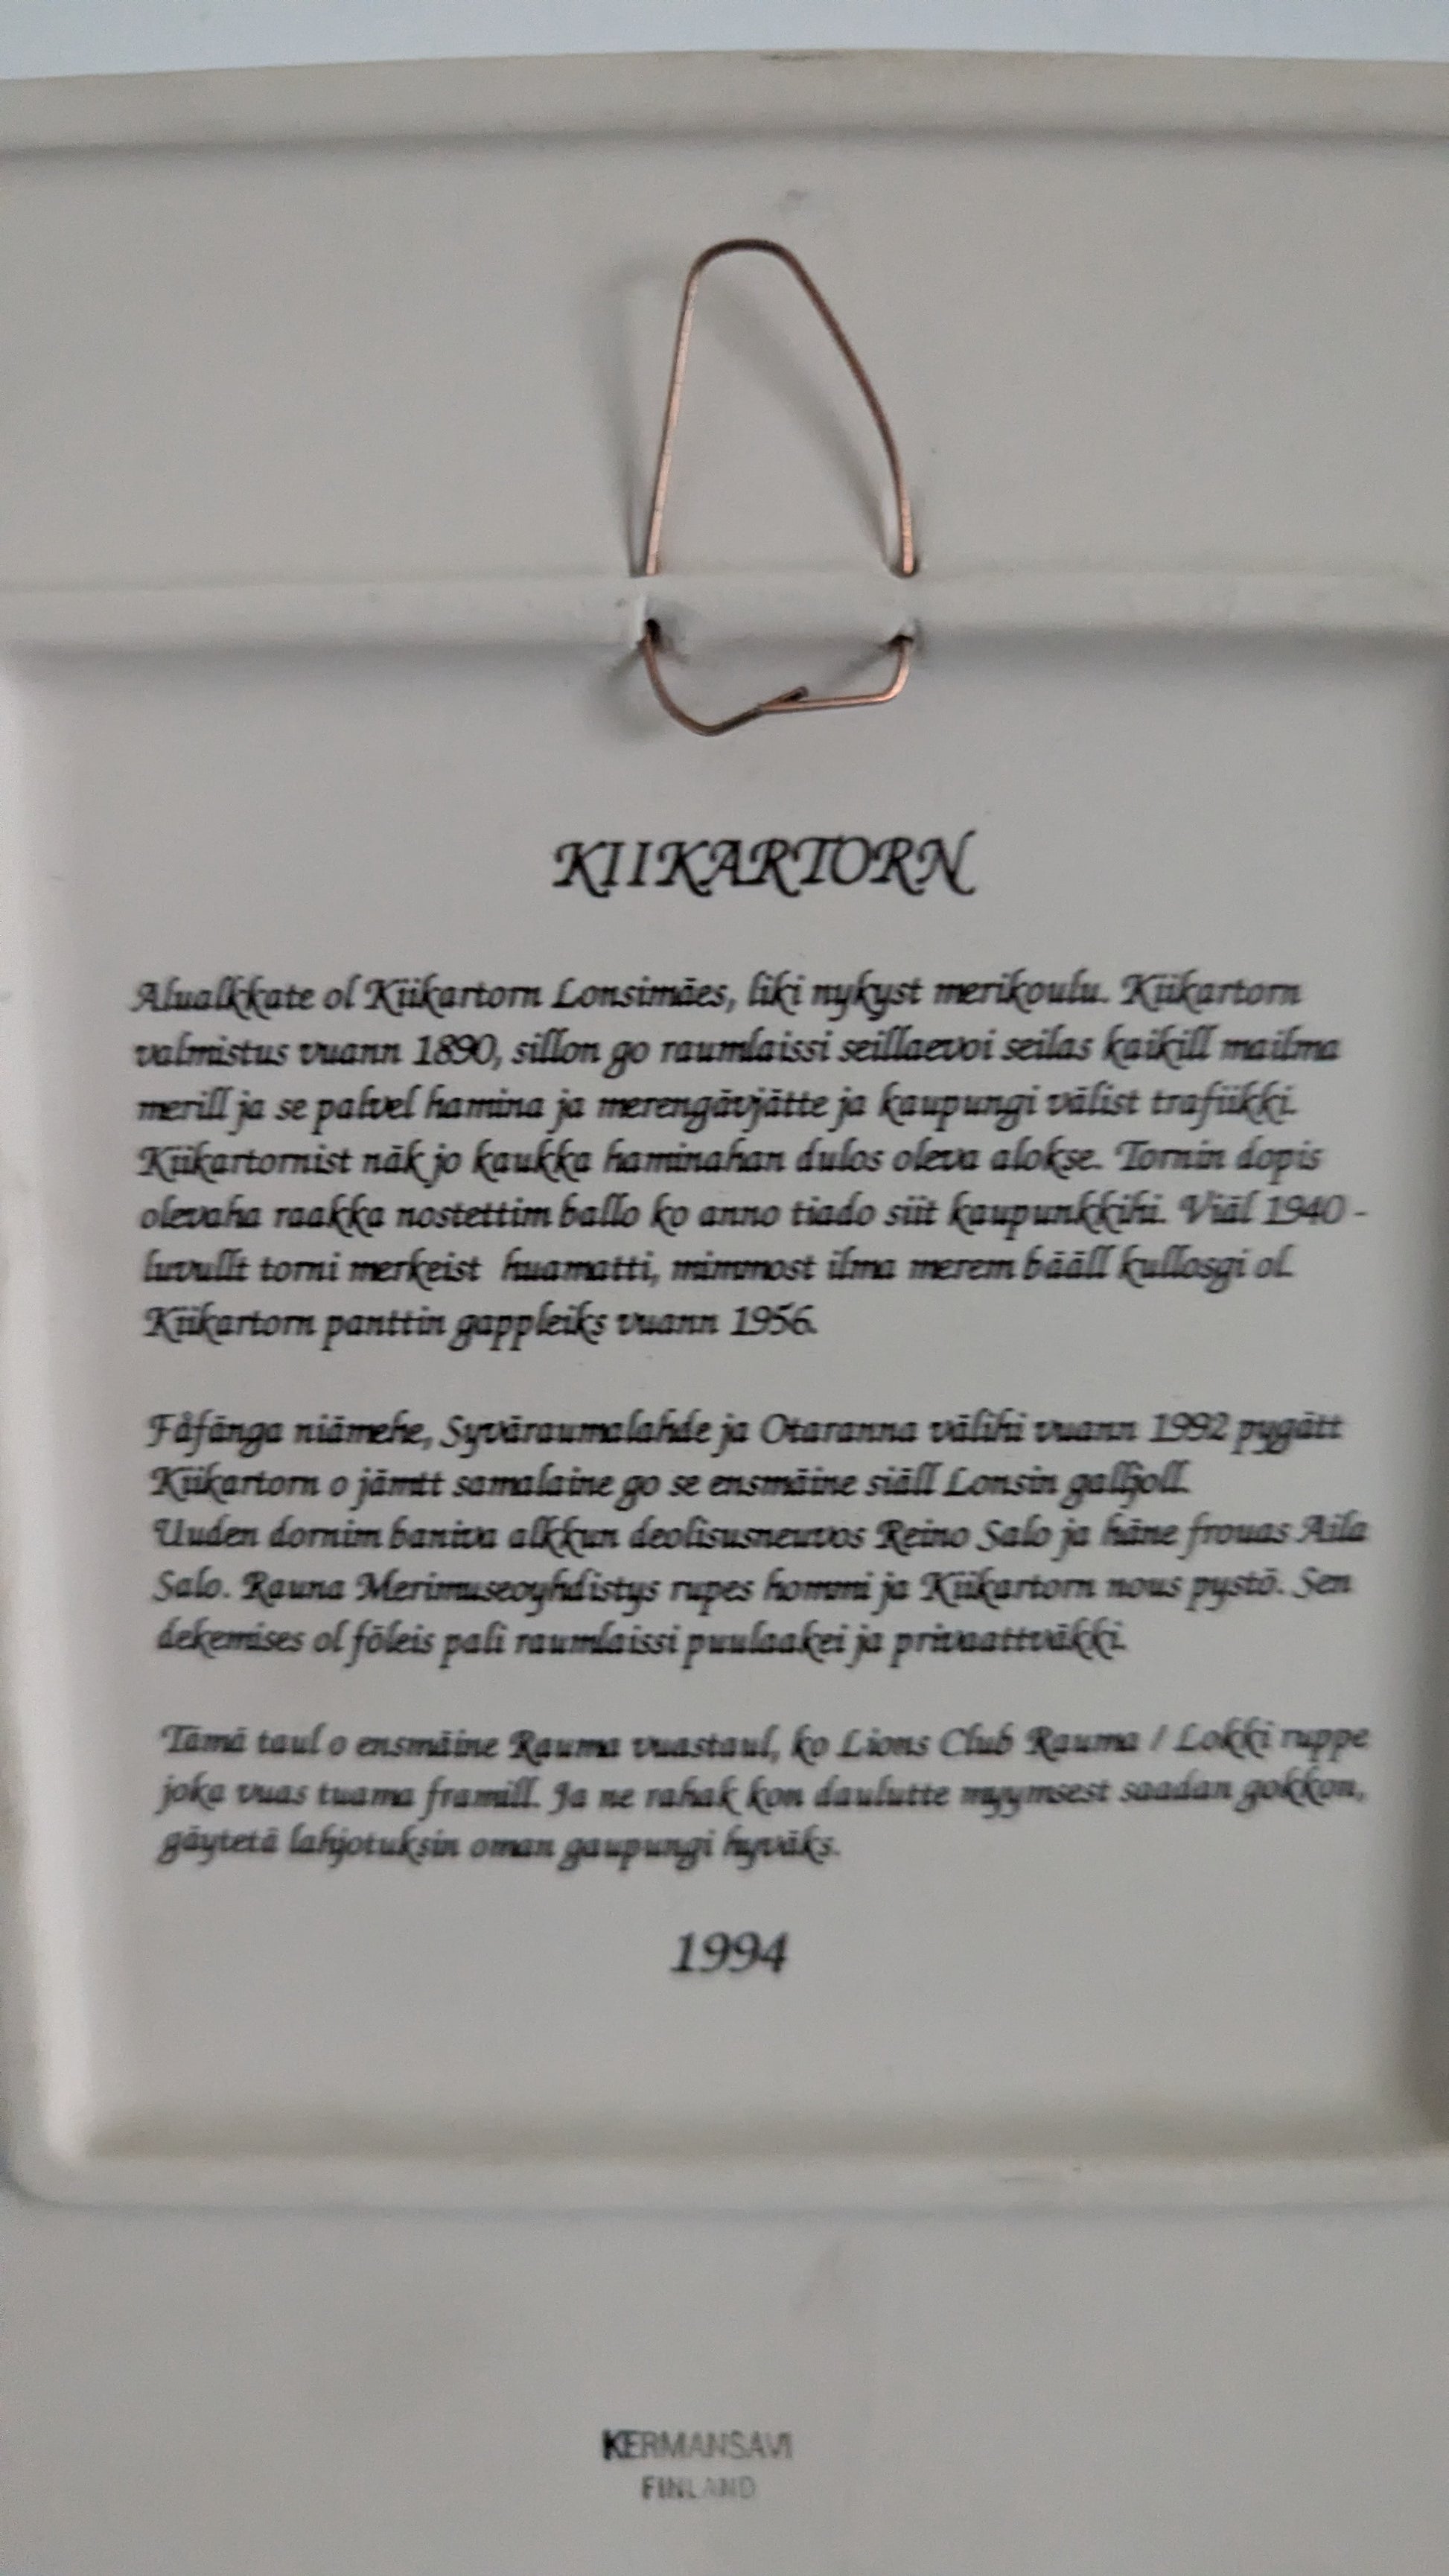 KIIKARTORN
Alualkkate ol Kiikartorn Lonsimäes, liki nykyst merikoulu. Kiikartorn
valmistus vuann 1890, sillon go raumlaissi seillaevoi seilas kaikill mailma
merill ja se palvel hamina ja merengävjätte ja kaupungi välist trafiikki.
Kiikartornist näk jo kaukka haminahan dulos oleva alokse. Tornin dopis
olevaha raakka nostettim ballo ko anno tiado siit kaupunkkihi. Viäl 1940 -
luvullt torni merkeist huamatti, mimmost ilma merem bääll kullosgi ol.
Kiikartorn panttin gappleiks vuann 1956.
Fåfänga niämehe, Syväraumalahde ja Otaranna välihi vuann 1992 pygätt
Kiikartorn o jämtt samalaine go se ensmäine siäll Lonsin galljoll.
Uuden dornim baniva alkkun deolisusneuvos Reino Salo ja häne frouas Aila
Salo. Rauna Merimuseoyhdistys rupes hommi ja Kiikartorn nous pystö. Sen
dekemises ol föleis pali raumlaissi puulaakei ja privaattväkki.
Tämä taul o ensmäine Rauma vuastaul, ko Lions Club Rauma / Lokki ruppe
joka vuas tuama framill. Ja ne rahak kon daulutte myymsest saadan gokkon,
gäytetä lahjotuksin oman gaupungi hyväks.
1994
KERMANSAVI
FINLAND